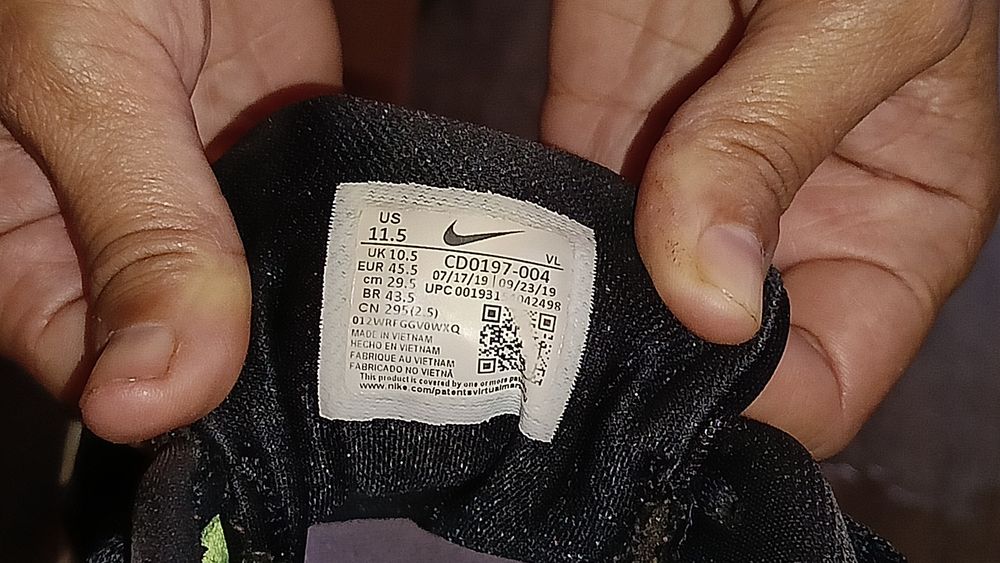 US
11.5
VL
UK 10.5
CD0197-004
EUR 45.5
07/17/19 09/23/19
cm 29.5
UPC 001931 042498
BR 43.5
CN 295(2.5)
012WRFGGV0WXQ
MADE IN VIETNAM
HECHO EN VIETNAM
FABRIQUE AU VIETNAM
FABRICADO NO VIETNÃ
This product is covered by one or more
www.nike.com/patentsvirtual